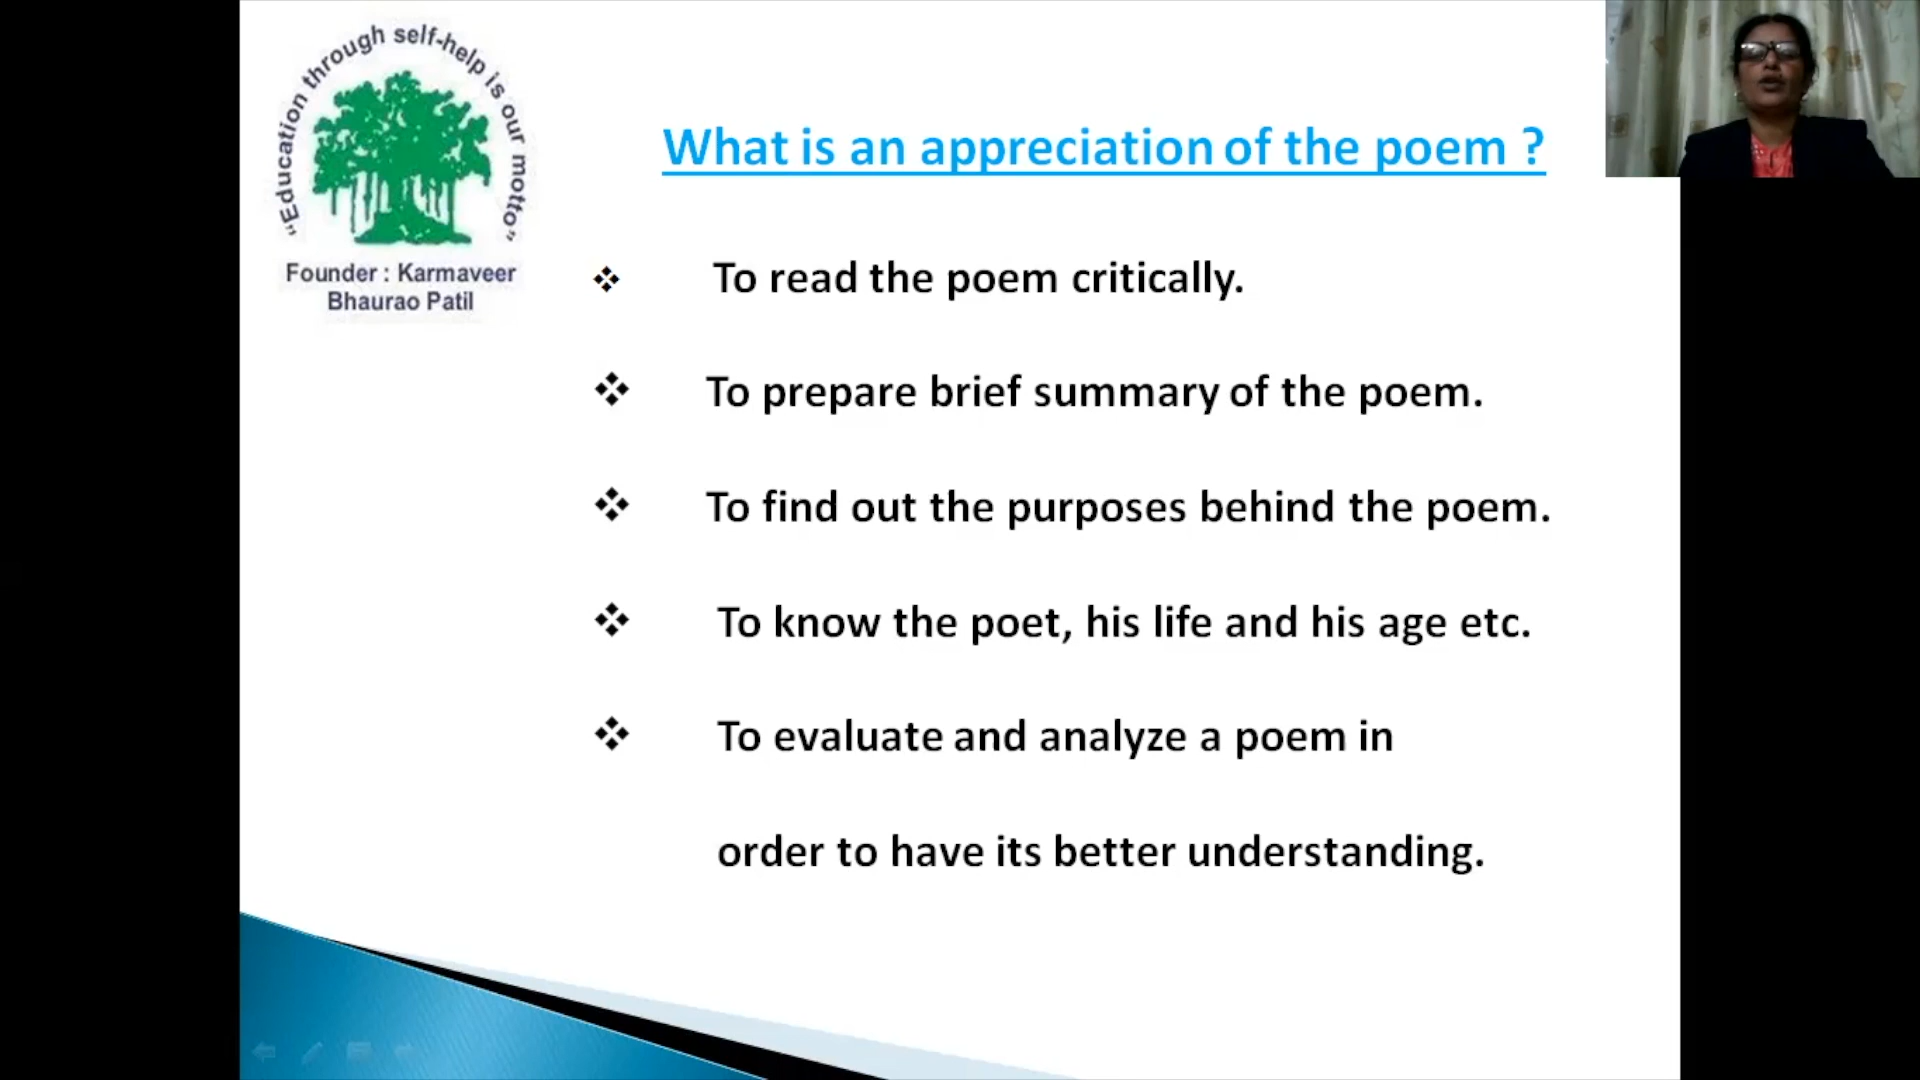 "Education through self-help is our motto"
Founder : Karmaveer
Bhaurao Patil
What is an appreciation of the poem ?
❖ To read the poem critically.
❖ To prepare brief summary of the poem.
❖ To find out the purposes behind the poem.
❖ To know the poet, his life and his age etc.
❖ To evaluate and analyze a poem in
order to have its better understanding.